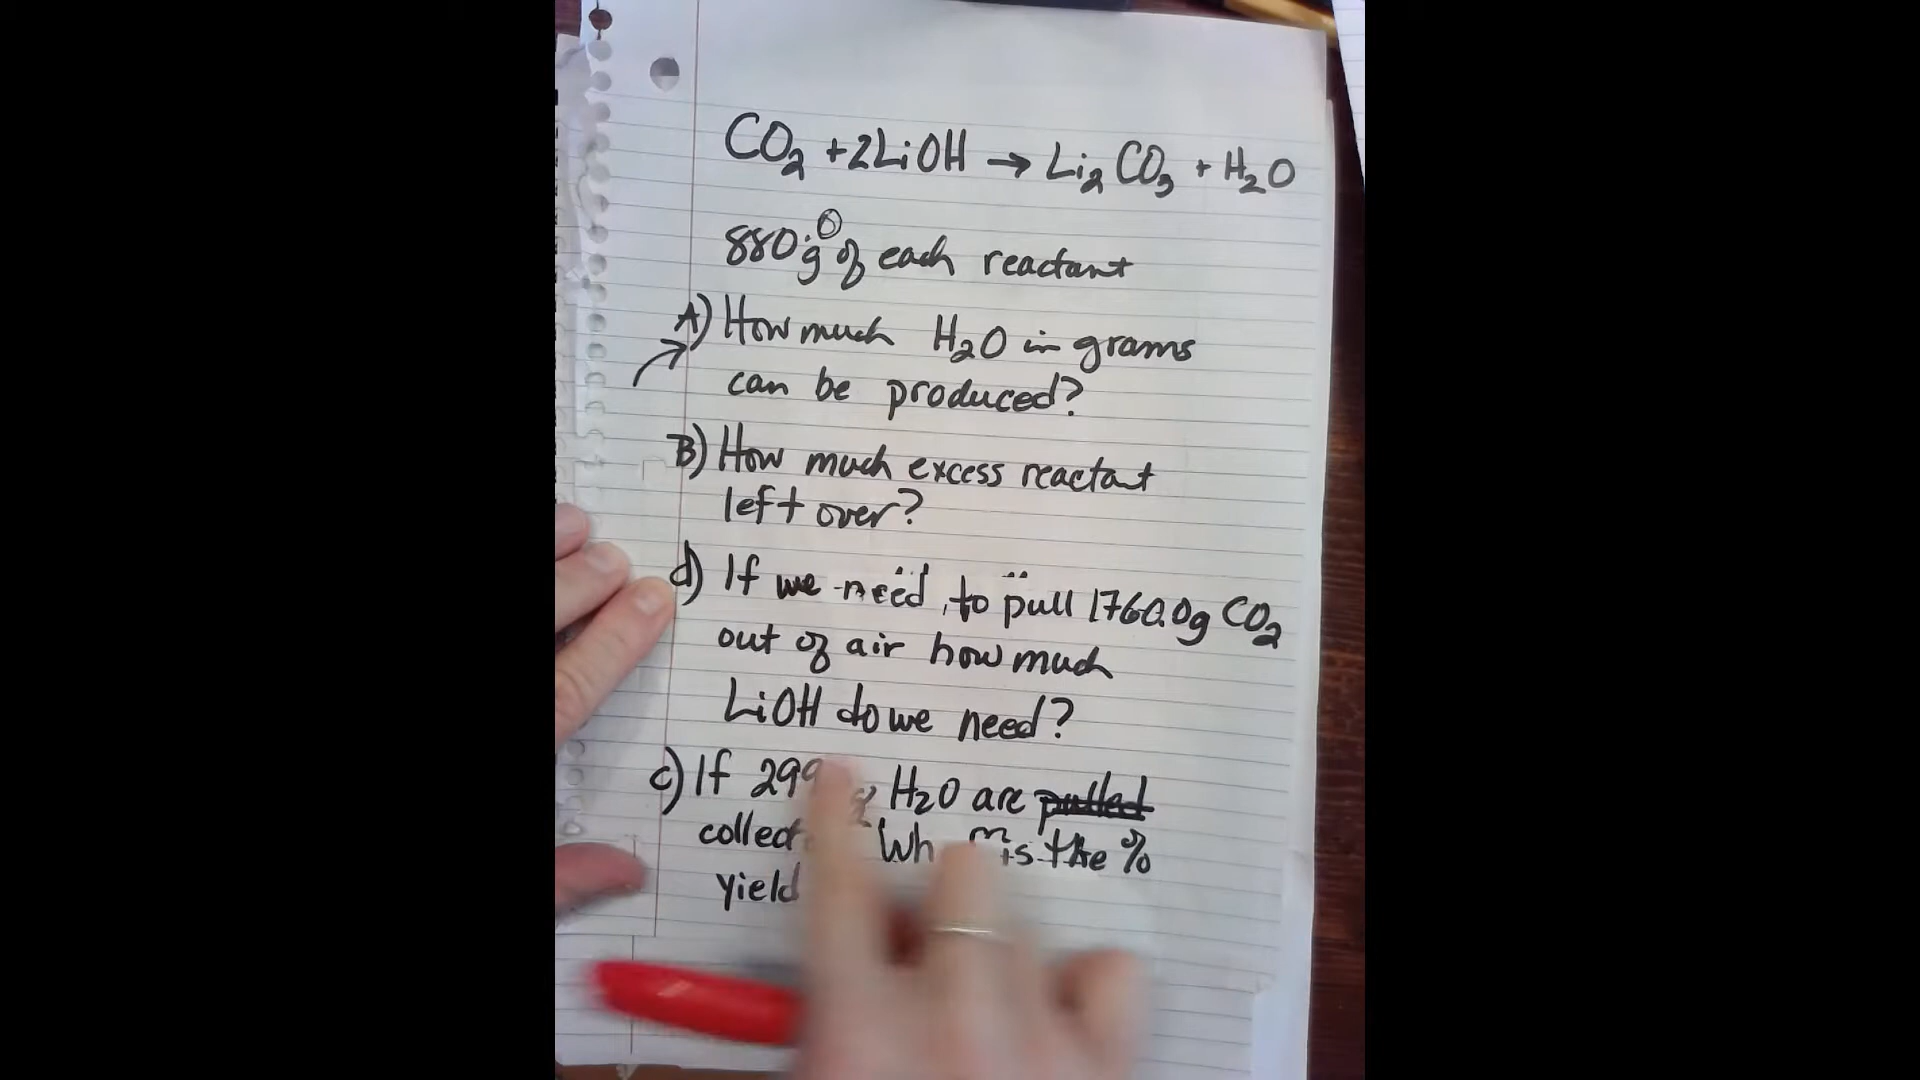 CO₂ + 2LiOH → Li₂CO₃ + H₂O
880.0g of each reactant
A) How much H₂O in grams
can be produced?
B) How much excess reactant
left over?
d) If we need to pull 1760.0g CO₂
out of air how much
LiOH do we need?
c) If H₂O are pulled
is the %
yield